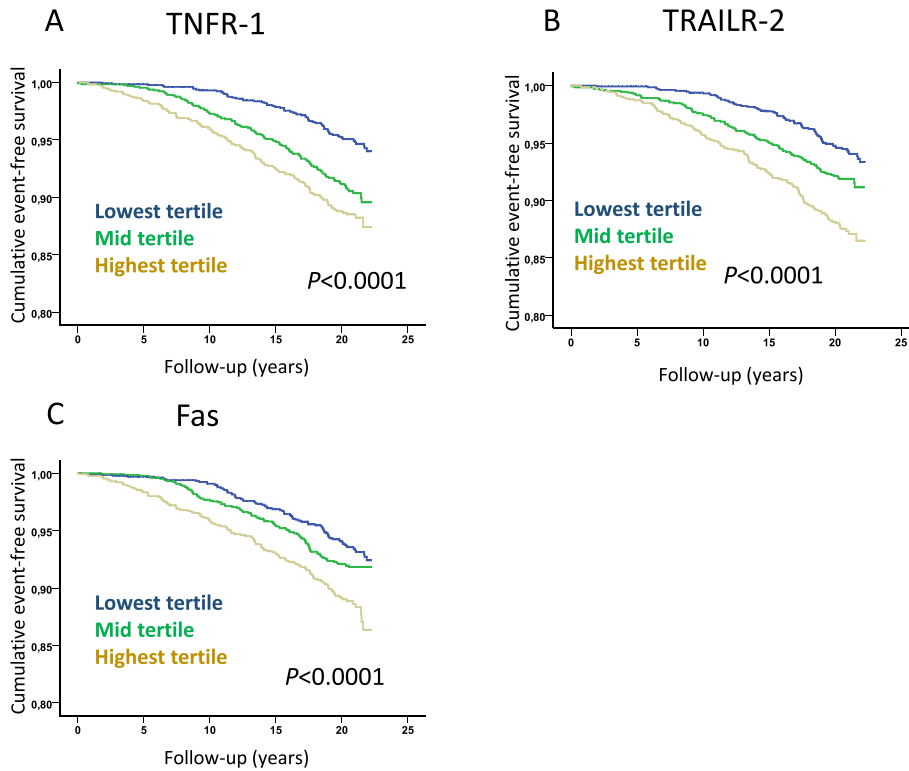 A
TNFR-1
Cumulative event-free survival
1,00
0,95
0,90
0,85
0,80
Lowest tertile
Mid tertile
Highest tertile
P<0.0001
0 5 10 15 20 25
Follow-up (years)
B
TRAILR-2
Cumulative event-free survival
1,00
0,95
0,90
0,85
0,80
Lowest tertile
Mid tertile
Highest tertile
P<0.0001
0 5 10 15 20 25
Follow-up (years)
C
Fas
Cumulative event-free survival
1,00
0,95
0,90
0,85
0,80
Lowest tertile
Mid tertile
Highest tertile
P<0.0001
0 5 10 15 20 25
Follow-up (years)